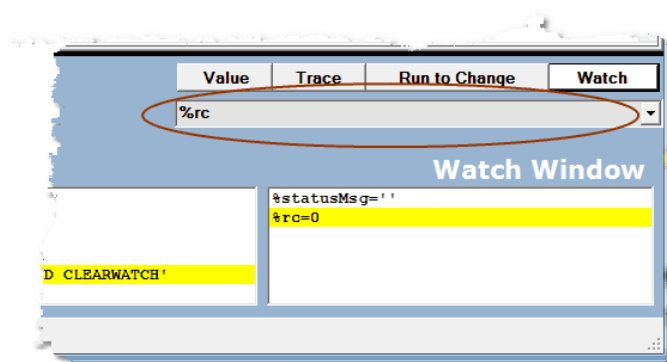 Value Trace Run to Change Watch
%rc
Watch Window
%statusMsg=''
%rc=0
D CLEARWATCH'